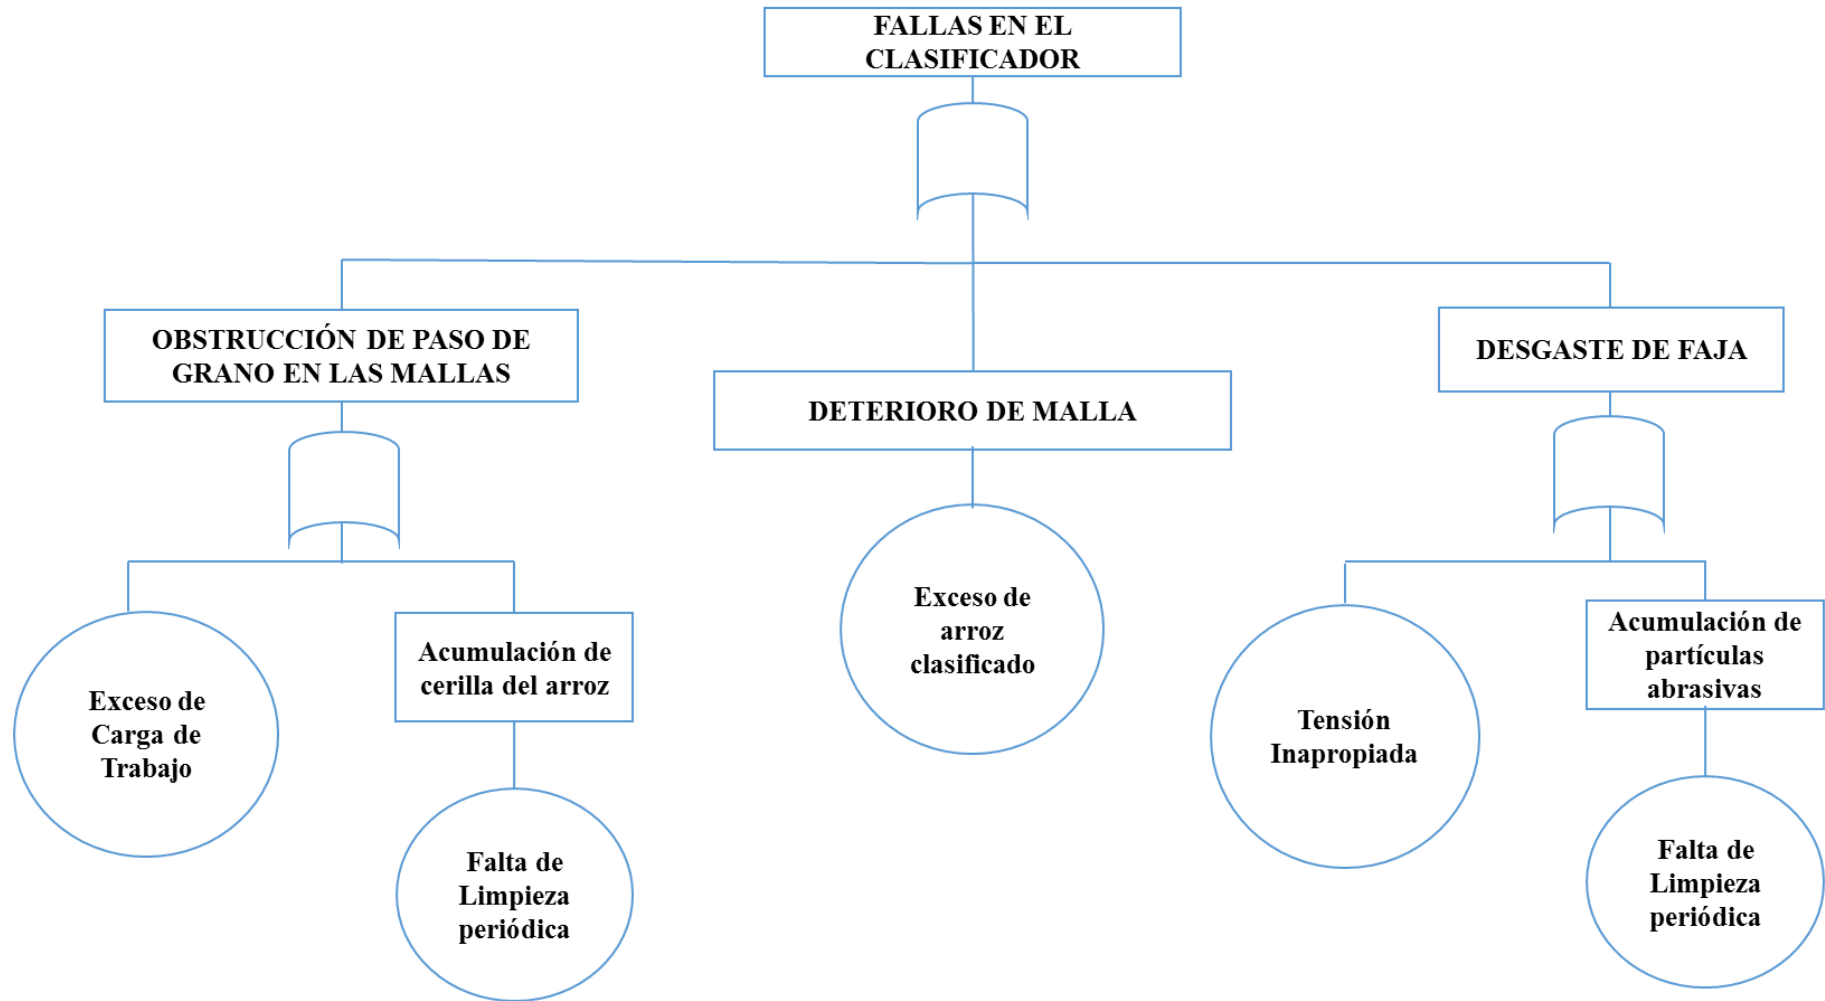 FALLAS EN EL
CLASIFICADOR
OBSTRUCCIÓN DE PASO DE
GRANO EN LAS MALLAS
DETERIORO DE MALLA
DESGASTE DE FAJA
Exceso de
Carga de
Trabajo
Acumulación de
cerilla del arroz
Falta de
Limpieza
periódica
Exceso de
arroz
clasificado
Tensión
Inapropiada
Acumulación de
partículas
abrasivas
Falta de
Limpieza
periódica